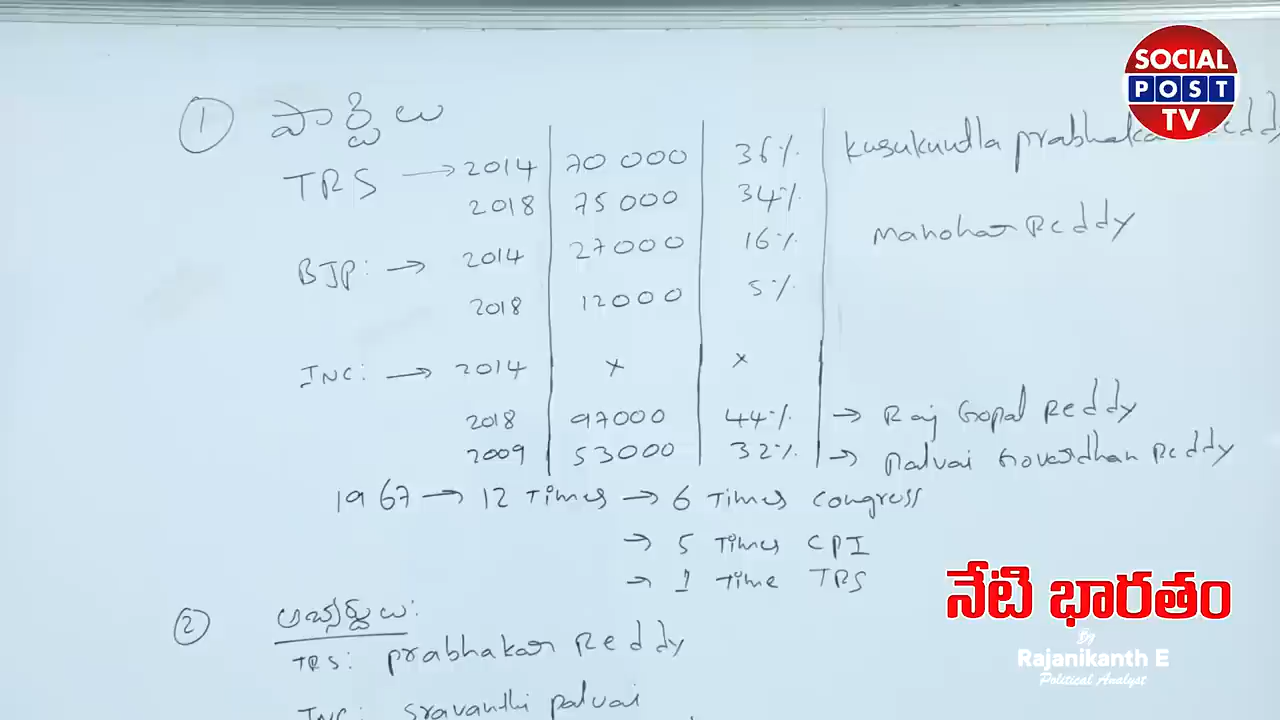 SOCIAL
POST
TV
1 పార్టీలు
TRS → 2014 70 000 36% Kusukundla prabhakar Reddy
2018 75 000 34%
BJP: → 2014 27000 16% Manohar Reddy
2018 12000 5%
INC: → 2014 x x
2018 97000 44% → Raj Gopal Reddy
2009 53000 32% → Palvai Govardhan Reddy
1967 → 12 Times → 6 Times Congress
→ 5 Times CPI
→ 1 Time TRS
2 అభ్యర్థులు:
TRS: prabhakar Reddy
INC: sravanthi palvai
నేటి భారతం
By
Rajanikanth E
Political Analyst